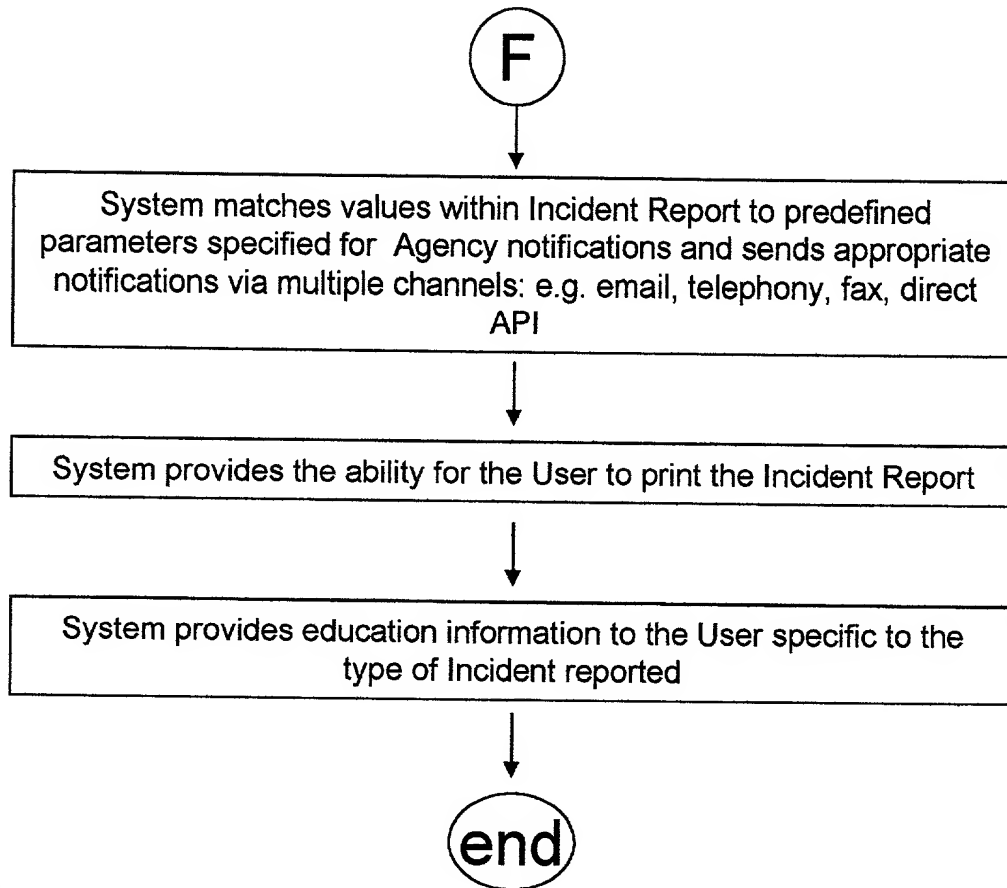 F
System matches values within Incident Report to predefined
parameters specified for Agency notifications and sends appropriate
notifications via multiple channels: e.g. email, telephony, fax, direct
API
System provides the ability for the User to print the Incident Report
System provides education information to the User specific to the
type of Incident reported
end